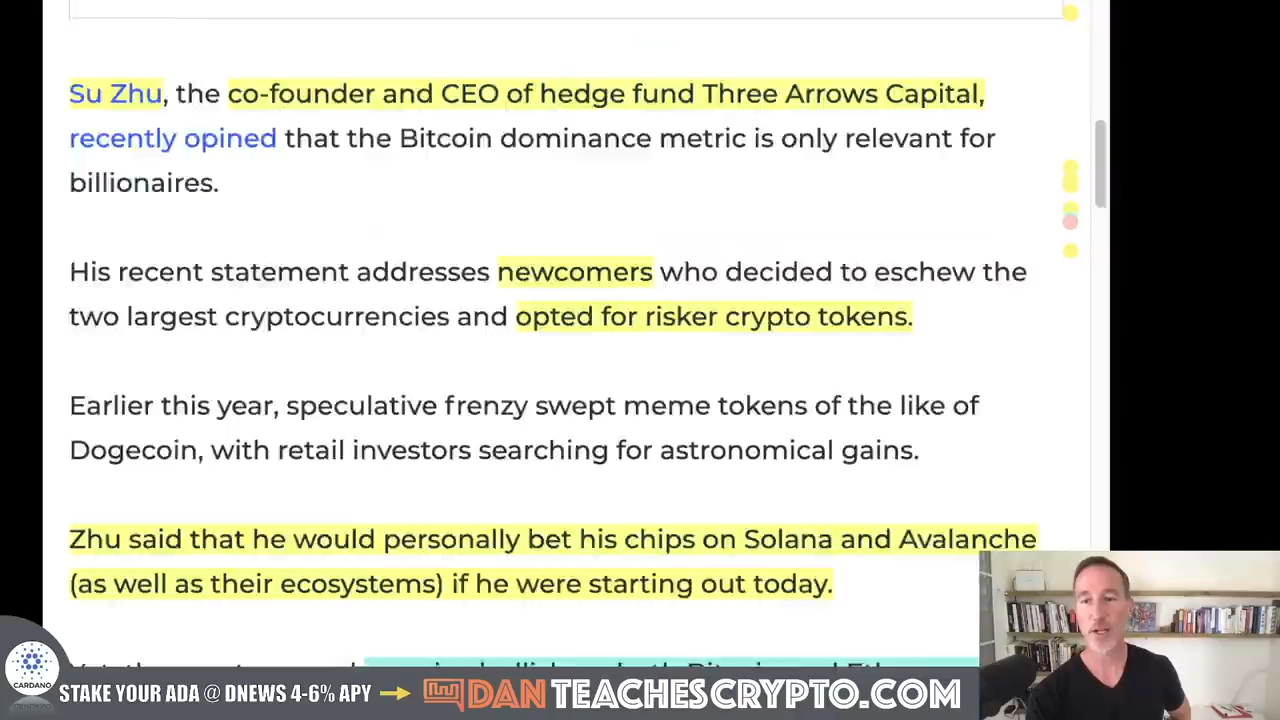 Su Zhu, the co-founder and CEO of hedge fund Three Arrows Capital,
recently opined that the Bitcoin dominance metric is only relevant for
billionaires.
His recent statement addresses newcomers who decided to eschew the
two largest cryptocurrencies and opted for risker crypto tokens.
Earlier this year, speculative frenzy swept meme tokens of the like of
Dogecoin, with retail investors searching for astronomical gains.
Zhu said that he would personally bet his chips on Solana and Avalanche
(as well as their ecosystems) if he were starting out today.
CARDANO
STAKE YOUR ADA @ DNEWS 4-6% APY
DAN TEACHESCRYPTO.COM